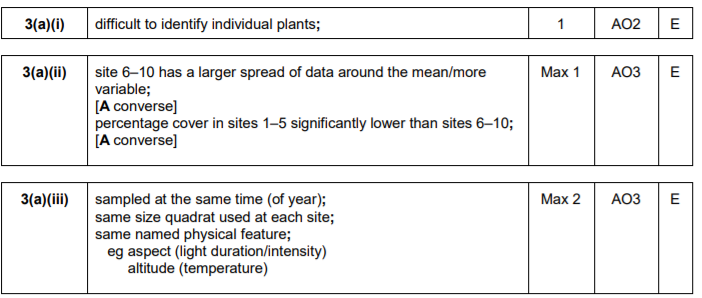 3(a)(i) difficult to identify individual plants; 1 AO2 E
3(a)(ii) site 6–10 has a larger spread of data around the mean/more Max 1 AO3 E
variable;
[A converse]
percentage cover in sites 1–5 significantly lower than sites 6–10;
[A converse]
3(a)(iii) sampled at the same time (of year); Max 2 AO3 E
same size quadrat used at each site;
same named physical feature;
eg aspect (light duration/intensity)
altitude (temperature)